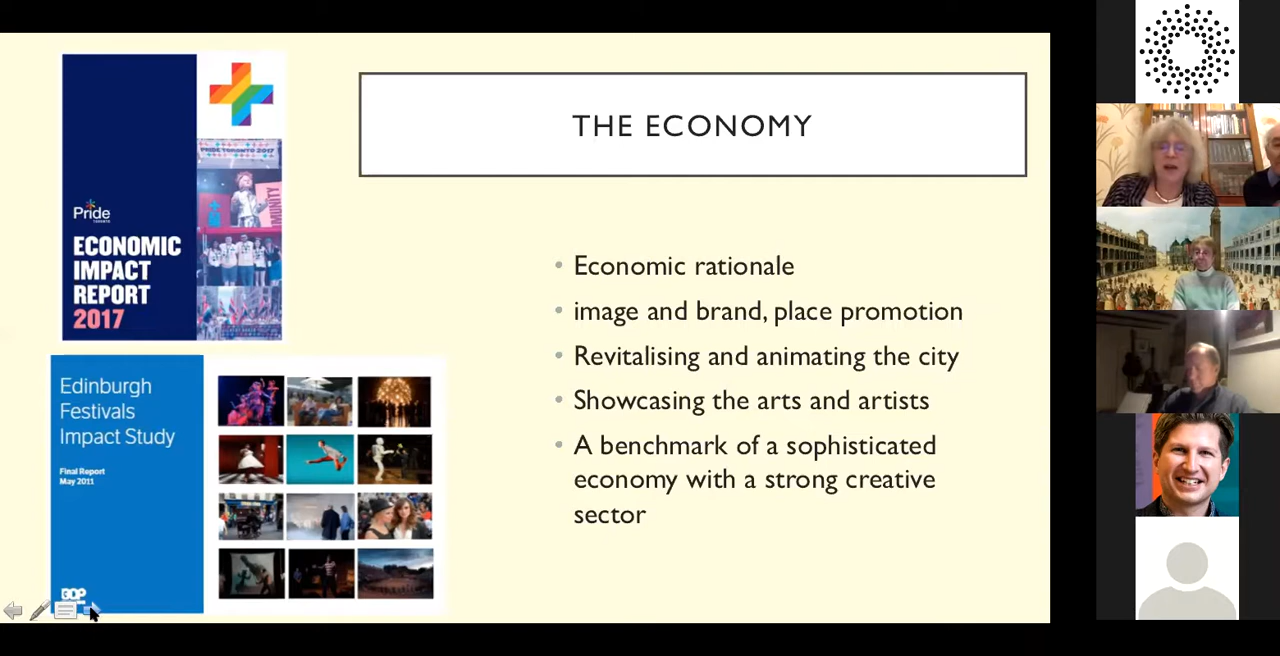 THE ECONOMY
PRIDE TORONTO 2017
Pride
TORONTO
ECONOMIC
IMPACT
REPORT
2017
Economic rationale
image and brand, place promotion
Revitalising and animating the city
Showcasing the arts and artists
A benchmark of a sophisticated
economy with a strong creative
sector
Edinburgh
Festivals
Impact Study
Final Report
May 2011
BOP